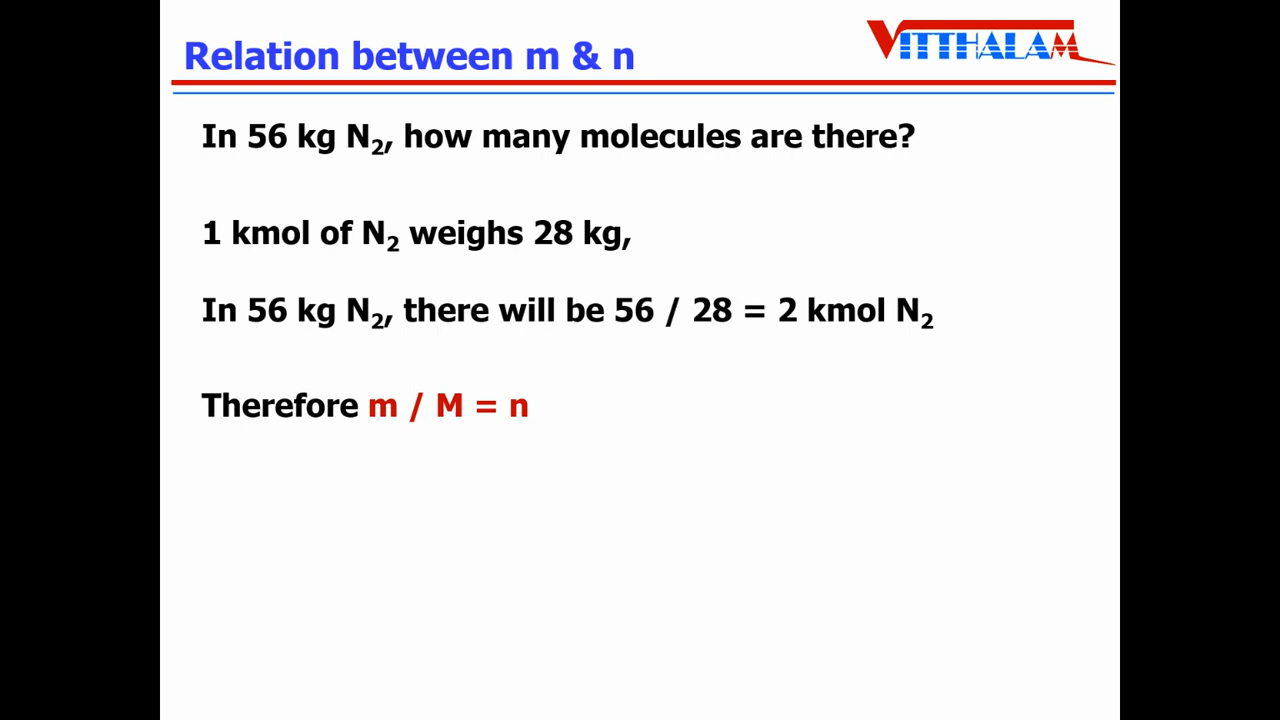 Relation between m & n
VITTHALAM
In 56 kg N₂, how many molecules are there?
1 kmol of N₂ weighs 28 kg,
In 56 kg N₂, there will be 56 / 28 = 2 kmol N₂
Therefore m / M = n